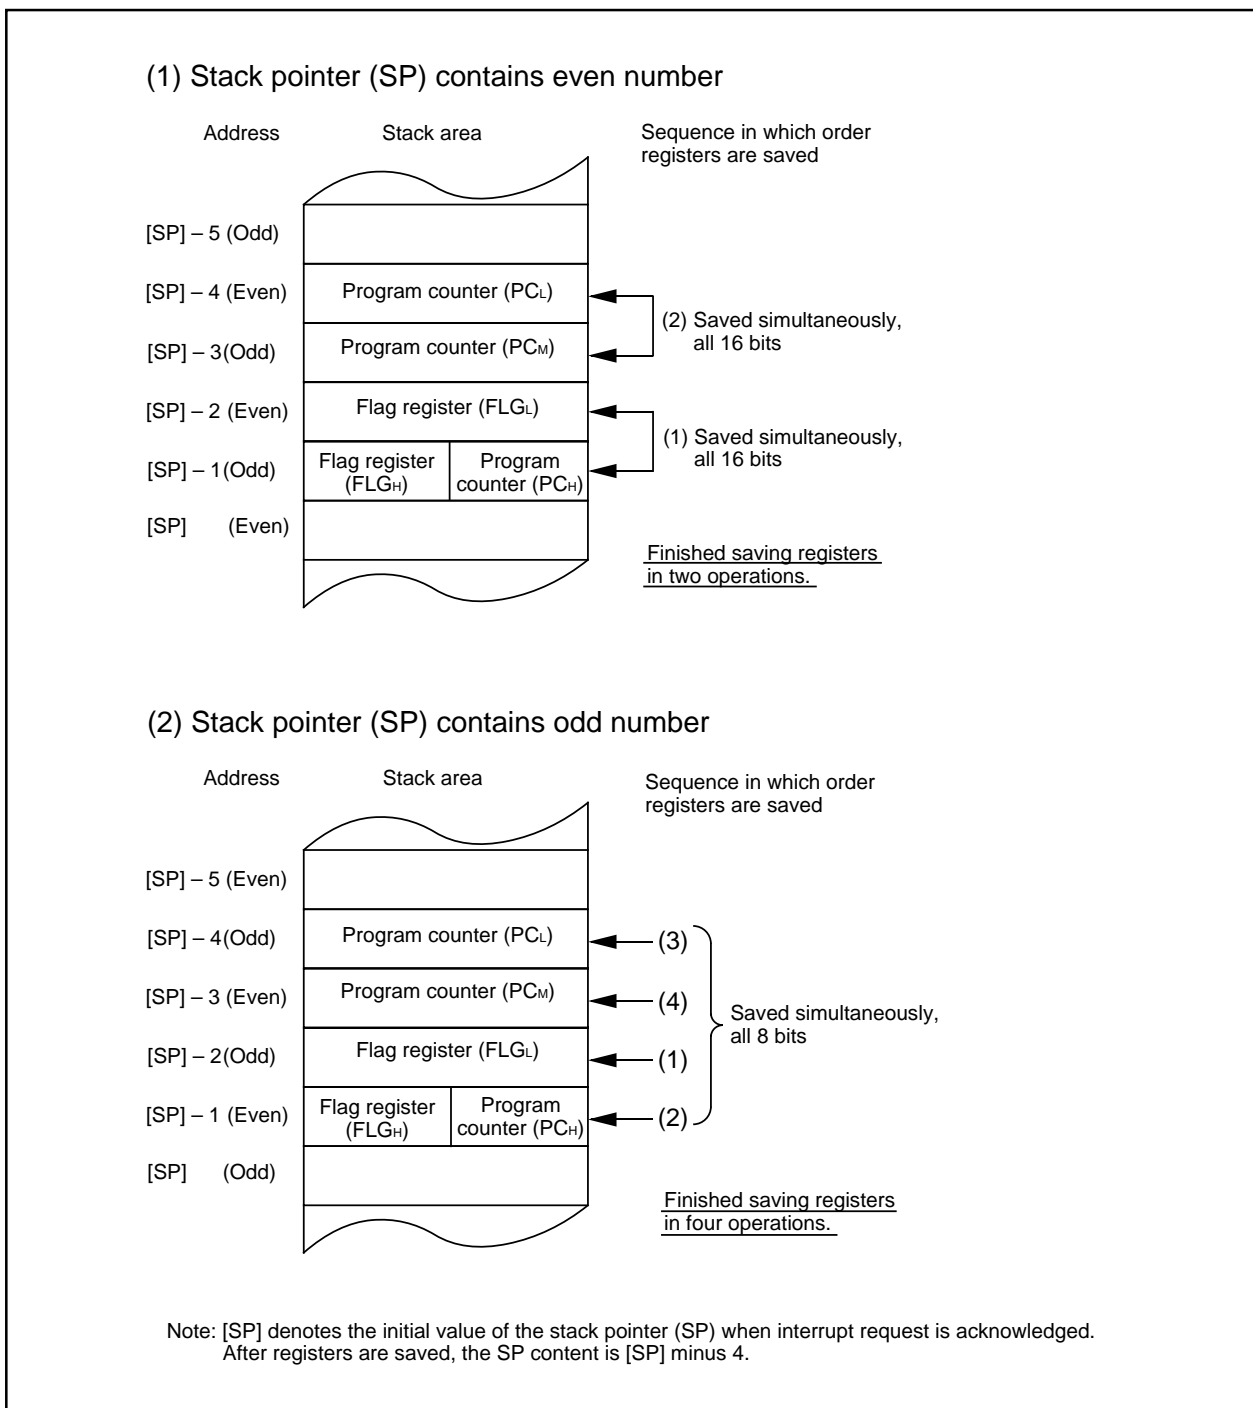 (1) Stack pointer (SP) contains even number
Address
Stack area
Sequence in which order
registers are saved
[SP] – 5 (Odd)
[SP] – 4 (Even)
Program counter (PCL)
[SP] – 3(Odd)
Program counter (PCM)
(2) Saved simultaneously,
all 16 bits
[SP] – 2 (Even)
Flag register (FLGL)
[SP] – 1(Odd)
Flag register
(FLGH)
Program
counter (PCH)
(1) Saved simultaneously,
all 16 bits
[SP] (Even)
Finished saving registers
in two operations.
(2) Stack pointer (SP) contains odd number
Address
Stack area
Sequence in which order
registers are saved
[SP] – 5 (Even)
[SP] – 4(Odd)
Program counter (PCL)
(3)
[SP] – 3 (Even)
Program counter (PCM)
(4)
Saved simultaneously,
all 8 bits
[SP] – 2(Odd)
Flag register (FLGL)
(1)
[SP] – 1 (Even)
Flag register
(FLGH)
Program
counter (PCH)
(2)
[SP] (Odd)
Finished saving registers
in four operations.
Note: [SP] denotes the initial value of the stack pointer (SP) when interrupt request is acknowledged.
After registers are saved, the SP content is [SP] minus 4.